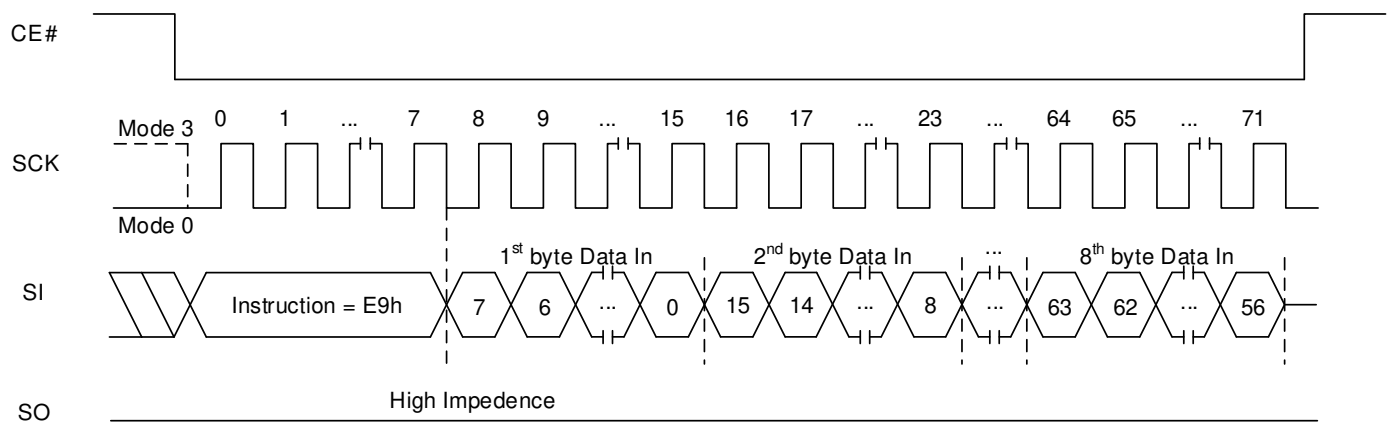 CE#
0 1 ... 7 8 9 ... 15 16 17 ... 23 ... 64 65 ... 71
Mode 3
SCK
Mode 0
1st byte Data In 2nd byte Data In ... 8th byte Data In
SI Instruction = E9h 7 6 ... 0 15 14 ... 8 ... 63 62 ... 56
High Impedence
SO